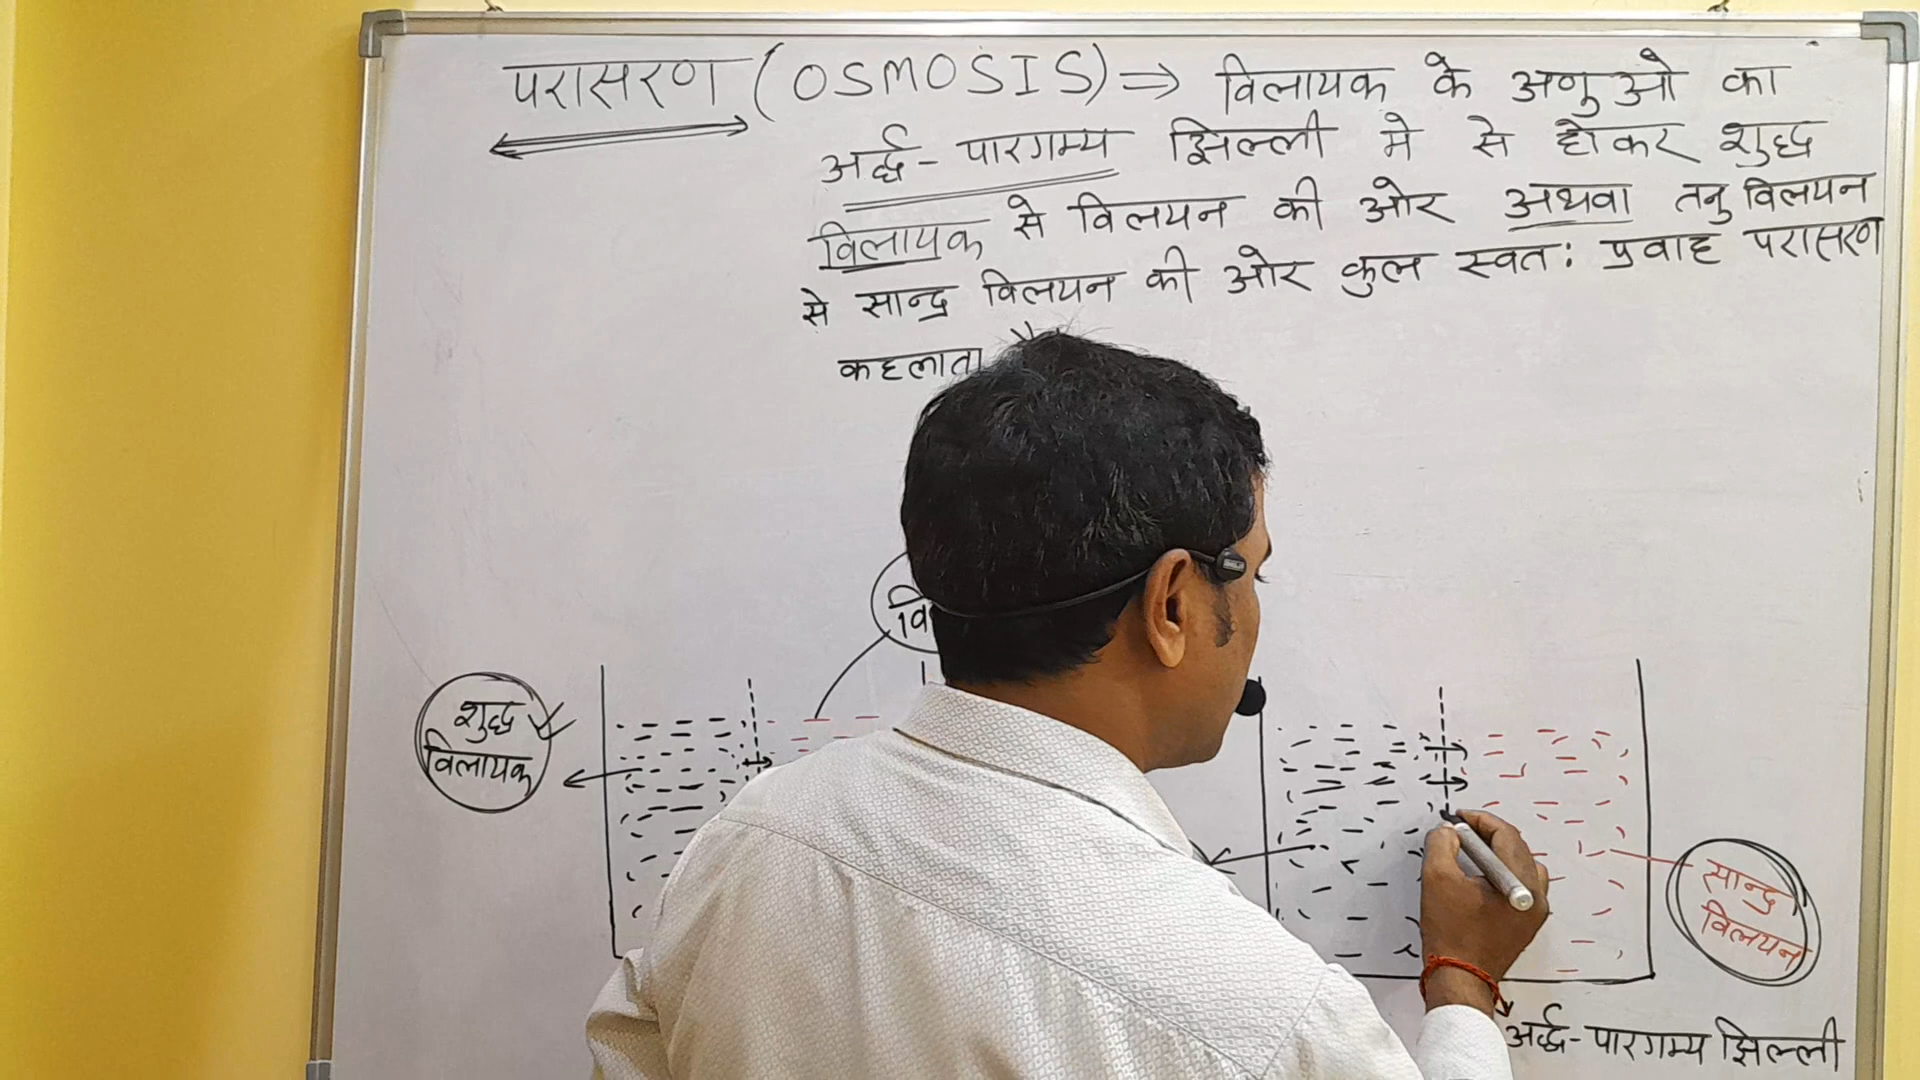 परासरण (OSMOSIS) ⇒ विलायक के अणुओ का
अर्द्ध-पारगम्य झिल्ली मे से होकर शुद्ध
विलायक से विलयन की ओर अथवा तनु विलयन
से सान्द्र विलयन की ओर कुल स्वत: प्रवाह परासरण
कहलाता
शुद्ध
विलायक
सान्द्र
विलयन
अर्द्ध-पारगम्य झिल्ली